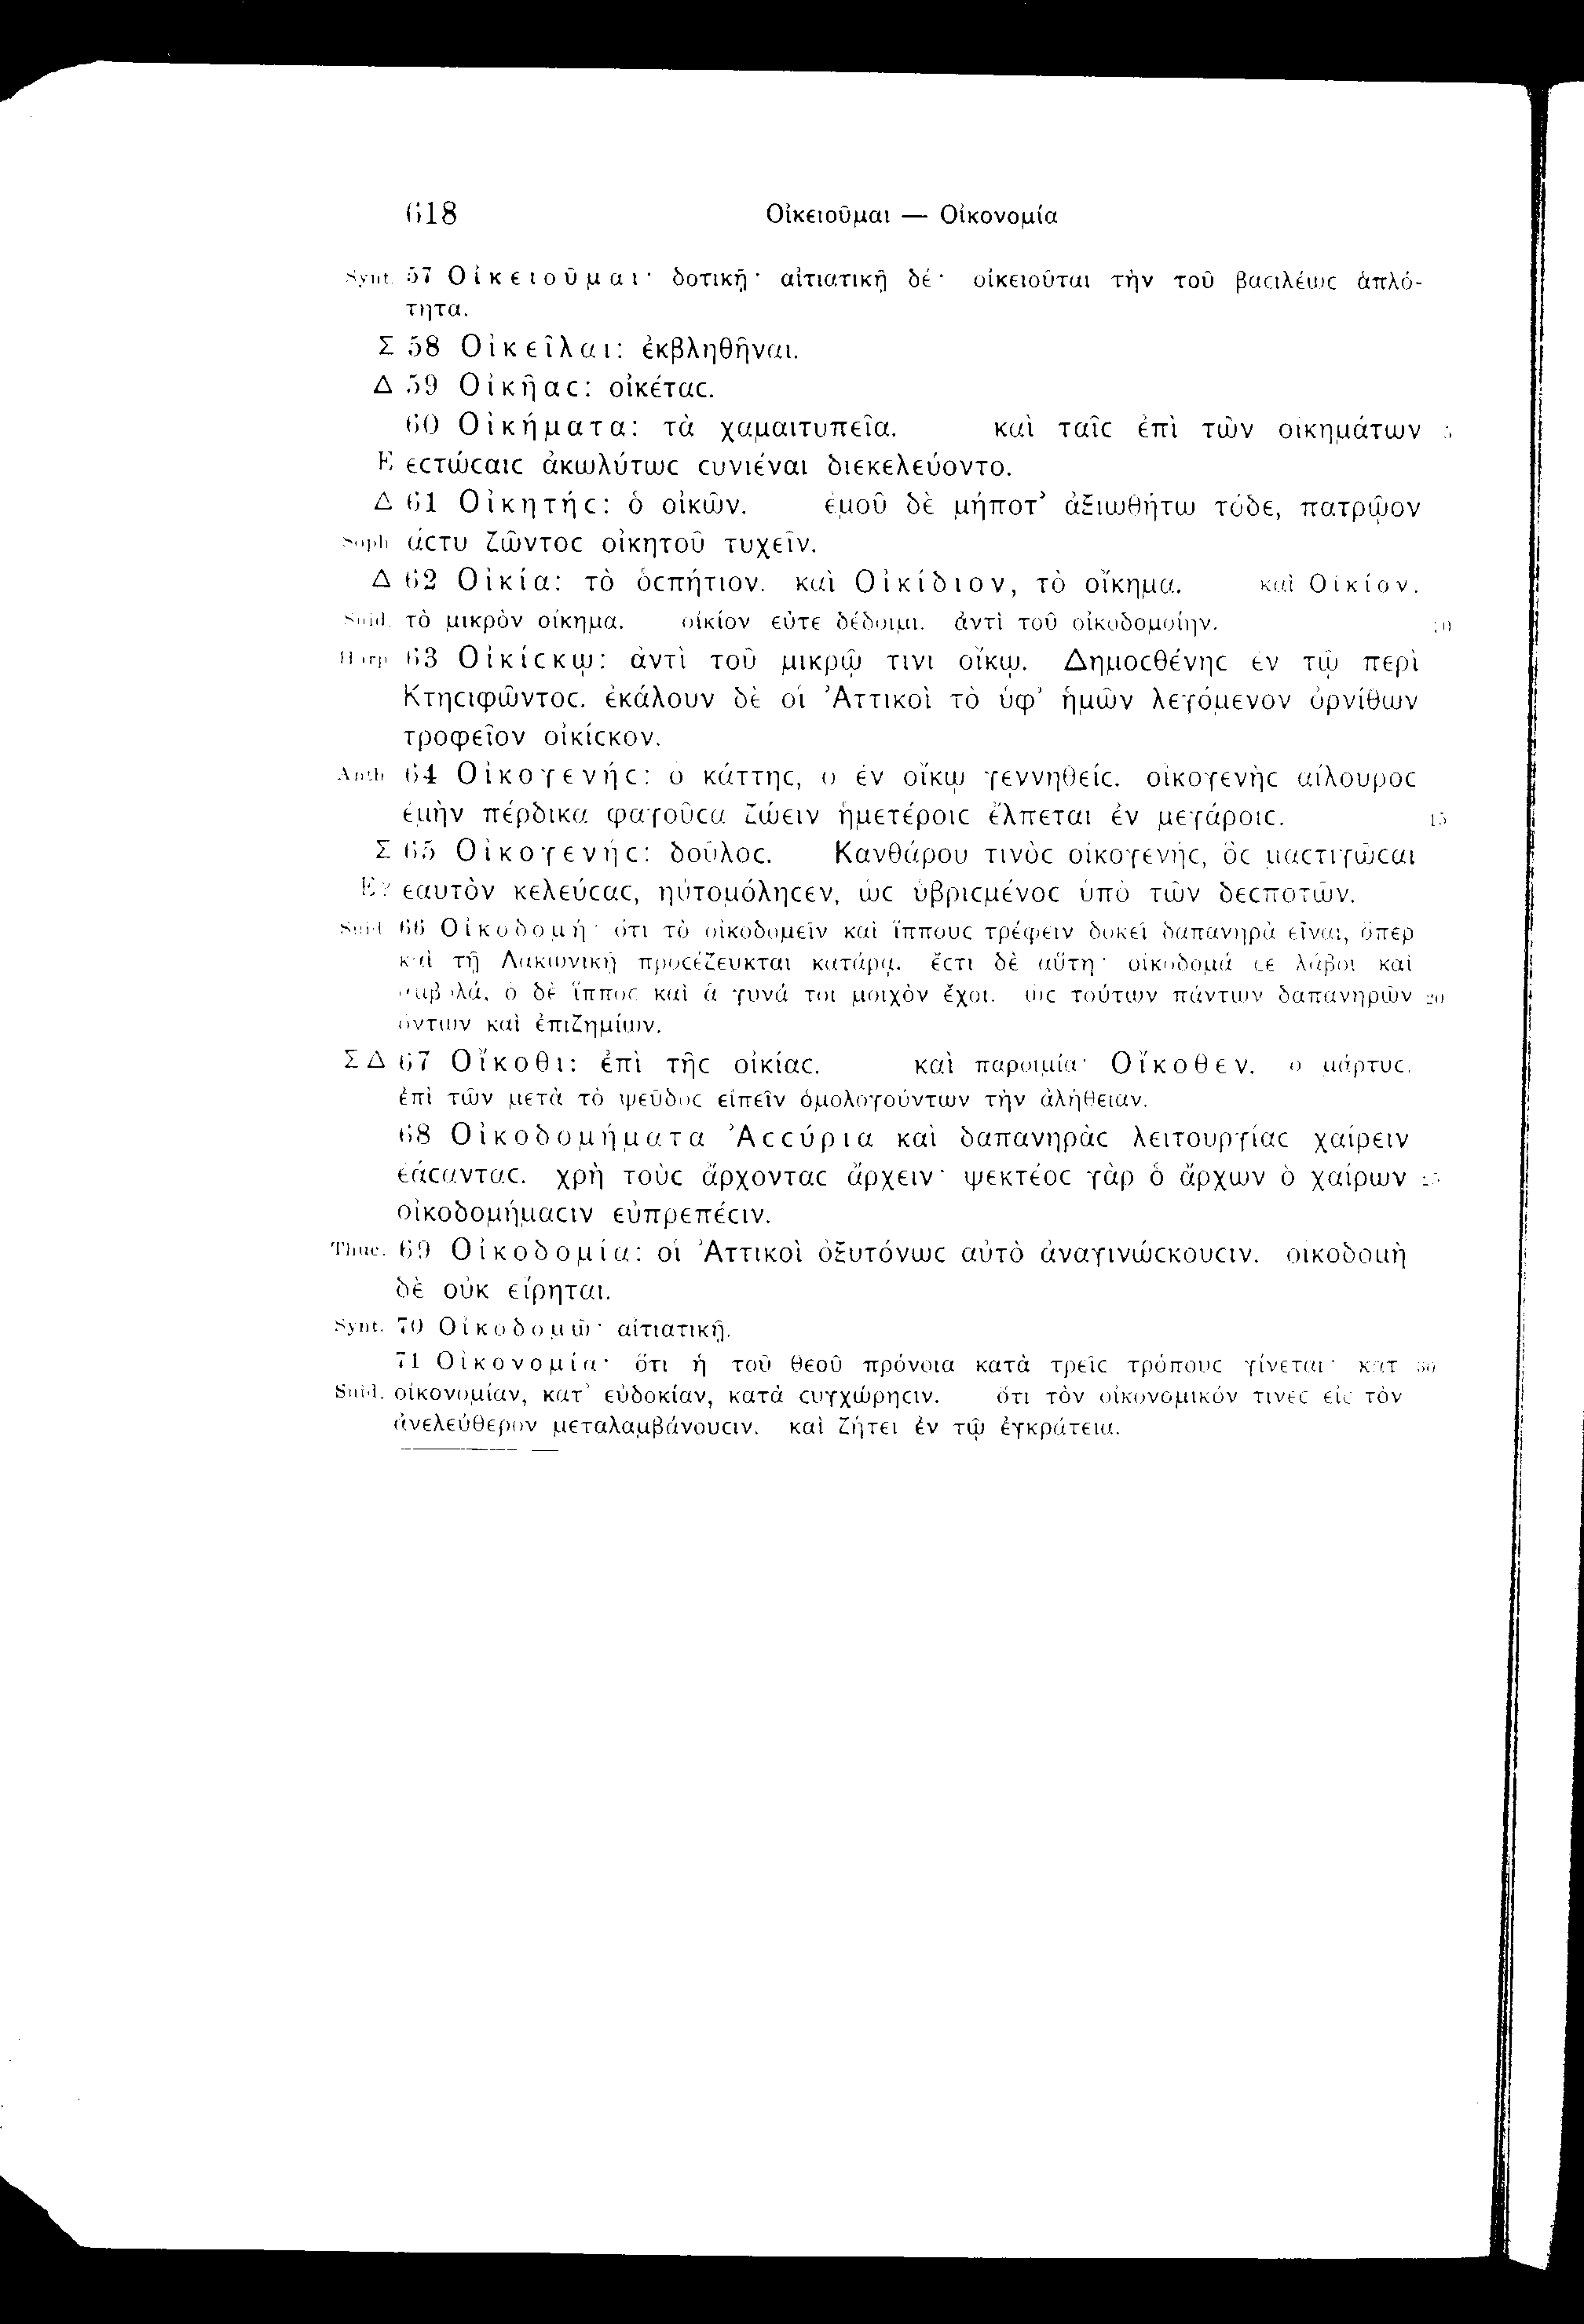 618 Οἰκειοῦμαι — Οἰκονομία
Synt. 57 Οἰκειοῦμαι· δοτικῇ· αἰτιατικῇ δέ· οἰκειοῦται τὴν τοῦ βαϲιλέωϲ ἁπλό-
τητα.
Σ 58 Οἰκεῖλαι: ἐκβληθῆναι.
Δ 59 Οἰκῆαϲ: οἰκέταϲ.
60 Οἰκήματα: τὰ χαμαιτυπεῖα. καὶ ταῖϲ ἐπὶ τῶν οἰκημάτων 5
E ἑϲτώϲαιϲ ἀκωλύτωϲ ϲυνιέναι διεκελεύοντο.
Δ 61 Οἰκητήϲ: ὁ οἰκῶν. ἐμοῦ δὲ μήποτ’ ἀξιωθήτω τόδε, πατρῷον
Soph ἄϲτυ ζῶντοϲ οἰκητοῦ τυχεῖν.
Δ 62 Οἰκία: τὸ ὁϲπήτιον. καὶ Οἰκίδιον, τὸ οἴκημα. καὶ Οἰκίον.
Suid. τὸ μικρὸν οἴκημα. οἰκίον εὖτε δέδοιμι. ἀντὶ τοῦ οἰκοδομοίην. 10
Harp 63 Οἰκίϲκῳ: ἀντὶ τοῦ μικρῷ τινι οἴκῳ. Δημοϲθένηϲ ἐν τῷ περὶ
Κτηϲιφῶντοϲ. ἐκάλουν δὲ οἱ Ἀττικοὶ τὸ ὑφ’ ἡμῶν λεγόμενον ὀρνίθων
τροφεῖον οἰκίϲκον.
Anth 64 Οἰκογενήϲ: ὁ κάττηϲ, ὁ ἐν οἴκῳ γεννηθείϲ. οἰκογενὴϲ αἴλουροϲ
ἐμὴν πέρδικα φαγοῦϲα ζώειν ἡμετέροιϲ ἔλπεται ἐν μεγάροιϲ. 15
Σ 65 Οἰκογενήϲ: δοῦλοϲ. Κανθάρου τινὸϲ οἰκογενήϲ, ὃϲ μαϲτιγῶϲαι
E? ἑαυτὸν κελεύϲαϲ, ηὐτομόληϲεν, ὡϲ ὑβριϲμένοϲ ὑπὸ τῶν δεϲποτῶν.
Suid 66 Οἰκοδομή· ὅτι τὸ οἰκοδομεῖν καὶ ἵππουϲ τρέφειν δοκεῖ δαπανηρὰ εἶναι, ὅπερ
καὶ τῇ Λακωνικῇ προϲέζευκται κατάρᾳ. ἔϲτι δὲ αὕτη· οἰκοδομά ϲε λάβοι καὶ
ἀμβολά, ὁ δὲ ἵπποϲ καὶ ἁ γυνά τοι μοιχὸν ἔχοι. ὡϲ τούτων πάντων δαπανηρῶν 20
ὄντων καὶ ἐπιζημίων.
ΣΔ 67 Οἴκοθι: ἐπὶ τῆϲ οἰκίαϲ. καὶ παροιμία· Οἴκοθεν. ὁ μάρτυϲ.
ἐπὶ τῶν μετὰ τὸ ψεῦδοϲ εἰπεῖν ὁμολογούντων τὴν ἀλήθειαν.
68 Οἰκοδομήματα Ἀϲϲύρια καὶ δαπανηρὰϲ λειτουργίαϲ χαίρειν
ἐάϲανταϲ. χρὴ τοὺϲ ἄρχονταϲ ἄρχειν· ψεκτέοϲ γὰρ ὁ ἄρχων ὁ χαίρων 25
οἰκοδομήμαϲιν εὐπρεπέϲιν.
Thuc. 69 Οἰκοδομία: οἱ Ἀττικοὶ ὀξυτόνωϲ αὐτὸ ἀναγινώϲκουϲιν. οἰκοδομὴ
δὲ οὐκ εἴρηται.
Synt. 70 Οἰκοδομῶ· αἰτιατικῇ.
71 Οἰκονομία· ὅτι ἡ τοῦ θεοῦ πρόνοια κατὰ τρεῖϲ τρόπουϲ γίνεται· κατ 30
Suid. οἰκονομίαν, κατ’ εὐδοκίαν, κατὰ ϲυγχώρηϲιν. ὅτι τὸν οἰκονομικόν τινεϲ εἰϲ τὸν
ἀνελεύθερον μεταλαμβάνουϲιν. καὶ ζήτει ἐν τῷ ἐγκράτεια.